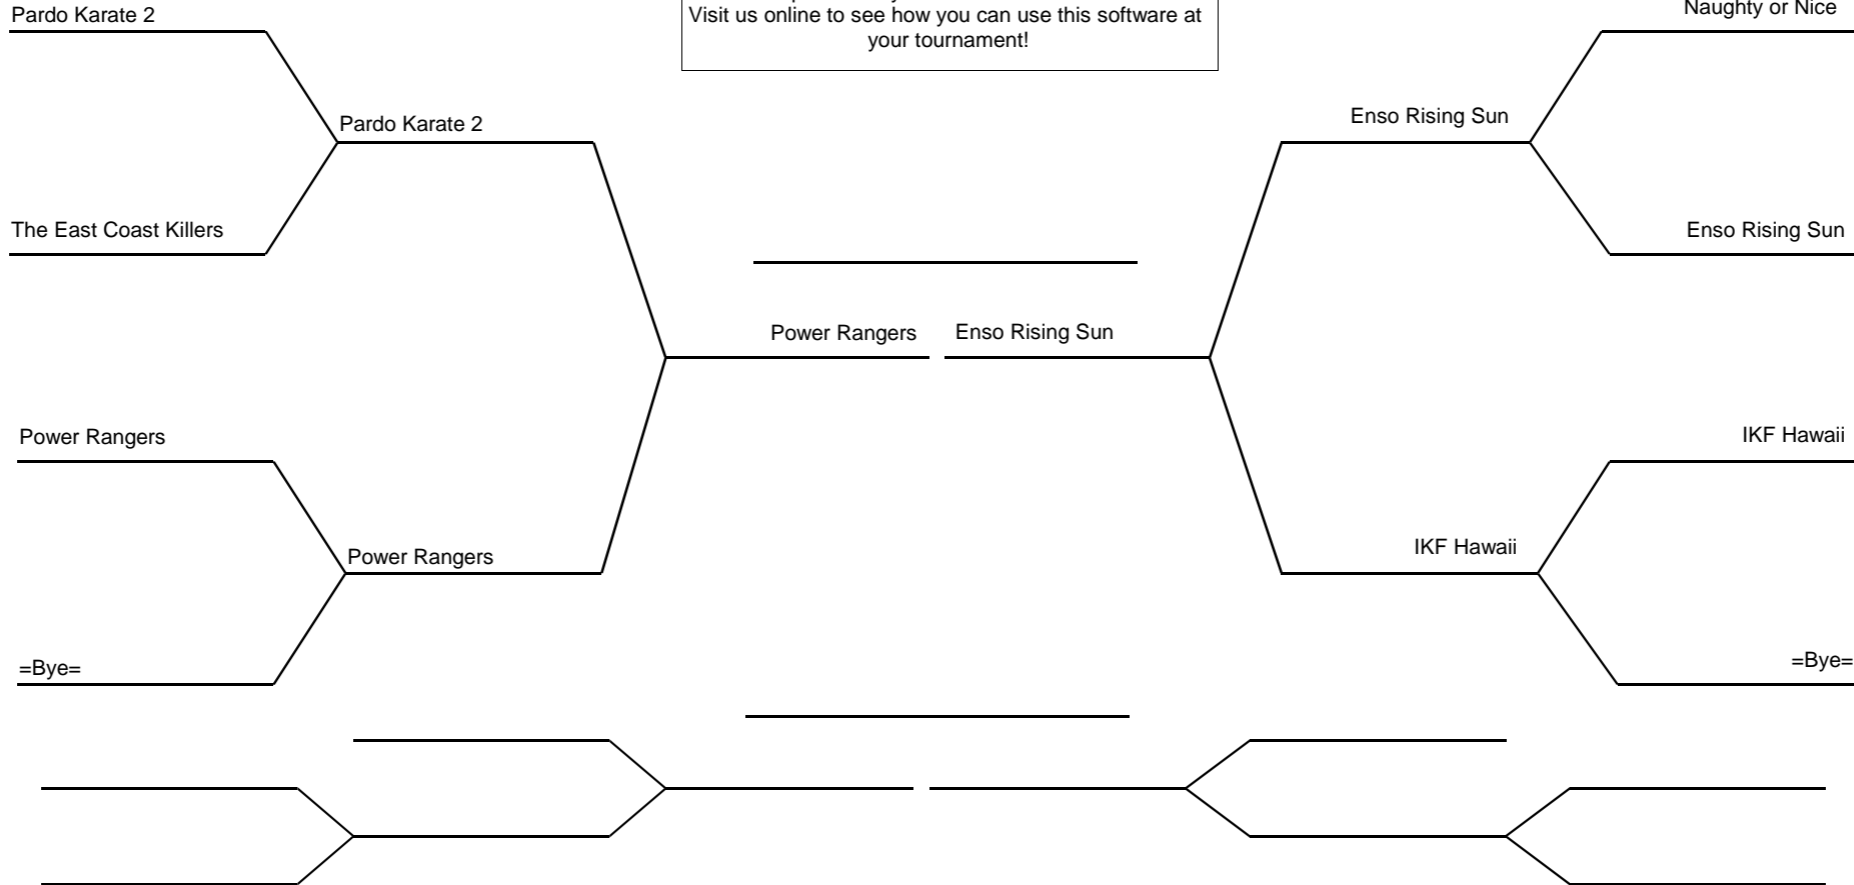 Pardo Karate 2
Visit us online to see how you can use this software at
your tournament!
Naughty or Nice
Pardo Karate 2
Enso Rising Sun
The East Coast Killers
Enso Rising Sun
Power Rangers
Enso Rising Sun
Power Rangers
IKF Hawaii
Power Rangers
IKF Hawaii
=Bye=
=Bye=